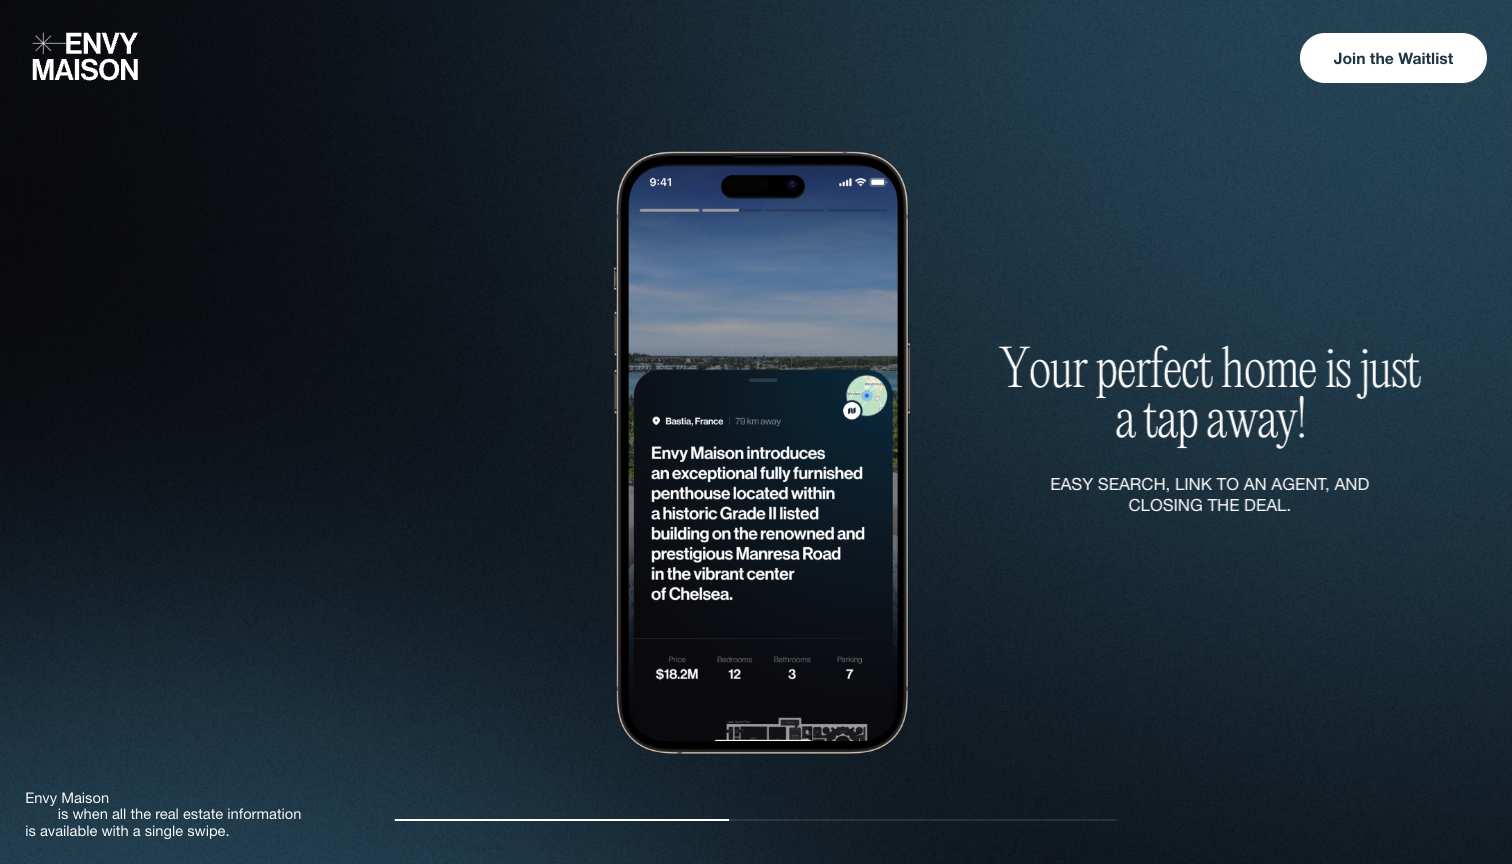 ENVY
MAISON
Join the Waitlist
9:41
Bastia, France
79 km away
Envy Maison introduces
an exceptional fully furnished
penthouse located within
a historic Grade II listed
building on the renowned and
prestigious Manresa Road
in the vibrant center
of Chelsea.
Price
Bedrooms
Bathrooms
Parking
$18.2M
12
3
7
Your perfect home is just
a tap away!
EASY SEARCH, LINK TO AN AGENT, AND
CLOSING THE DEAL.
Envy Maison
is when all the real estate information
is available with a single swipe.